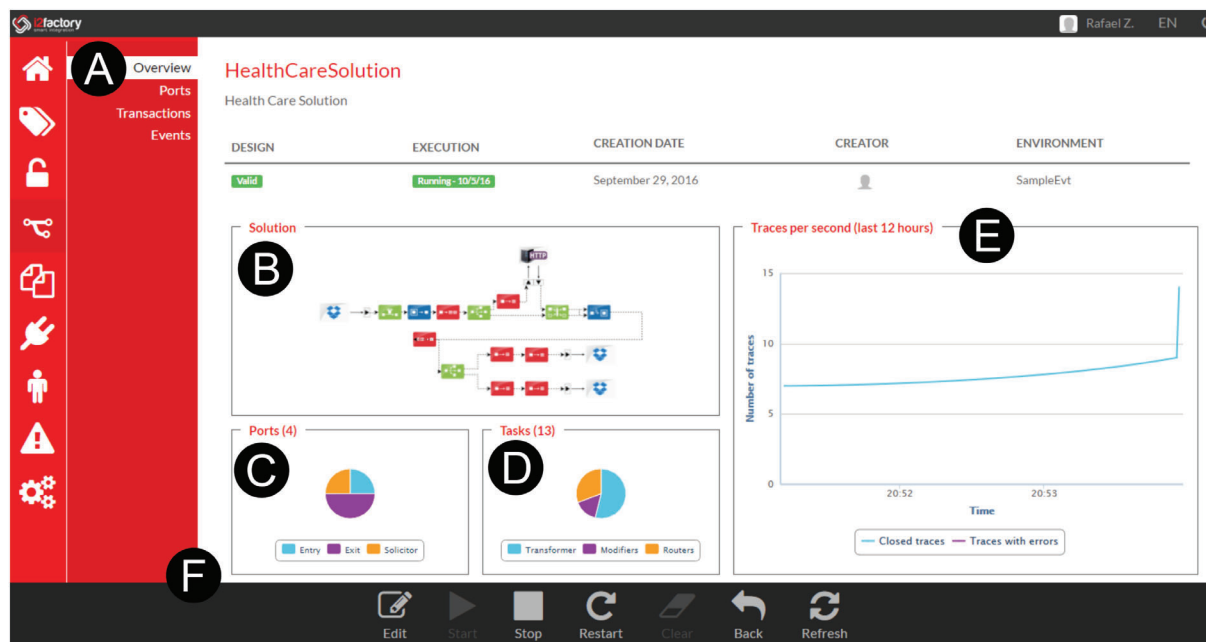 i2factory
smart integration
Rafael Z.
EN
A
Overview
Ports
Transactions
Events
HealthCareSolution
Health Care Solution
DESIGN
EXECUTION
CREATION DATE
CREATOR
ENVIRONMENT
Valid
Running - 10/5/16
September 29, 2016
SampleEvt
Solution
B
HTTP
Traces per second (last 12 hours)
E
15
10
5
0
Number of traces
20:52
20:53
Time
Closed traces
Traces with errors
Ports (4)
C
Entry
Exit
Solicitor
Tasks (13)
D
Transformer
Modifiers
Routers
F
Edit
Start
Stop
Restart
Clear
Back
Refresh